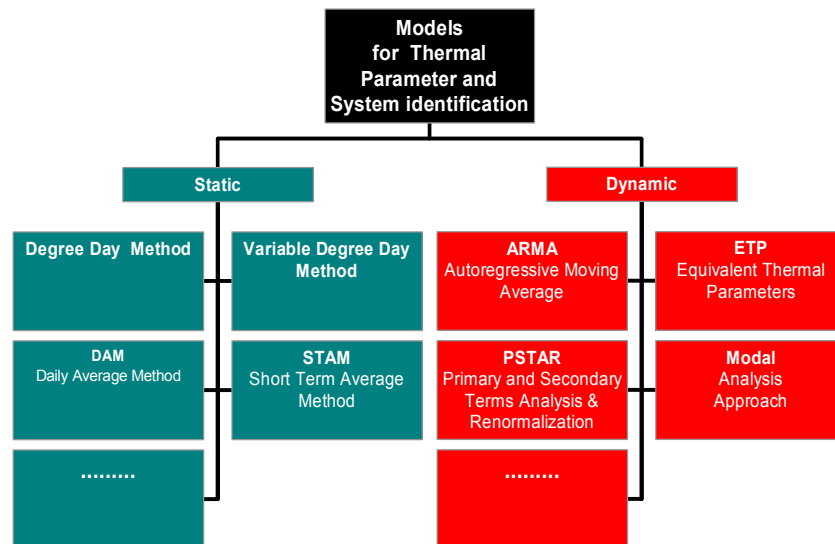 Models
for Thermal
Parameter and
System identification
Static
Dynamic
Degree Day Method
Variable Degree Day
Method
ARMA
Autoregressive Moving
Average
ETP
Equivalent Thermal
Parameters
DAM
Daily Average Method
STAM
Short Term Average
Method
PSTAR
Primary and Secondary
Terms Analysis &
Renormalization
Modal
Analysis
Approach
.........
.........